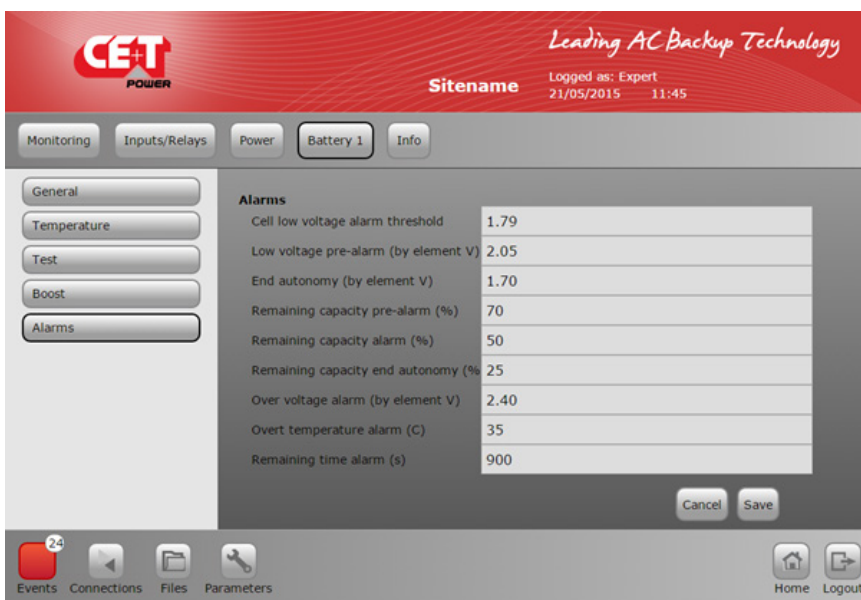 CE+T
POWER
Leading AC Backup Technology
Sitename
Logged as: Expert
21/05/2015 11:45
Monitoring
Inputs/Relays
Power
Battery 1
Info
General
Temperature
Test
Boost
Alarms
Alarms
Cell low voltage alarm threshold 1.79
Low voltage pre-alarm (by element V) 2.05
End autonomy (by element V) 1.70
Remaining capacity pre-alarm (%) 70
Remaining capacity alarm (%) 50
Remaining capacity end autonomy (% 25
Over voltage alarm (by element V) 2.40
Overt temperature alarm (C) 35
Remaining time alarm (s) 900
Cancel
Save
24
Events
Connections
Files
Parameters
Home
Logout